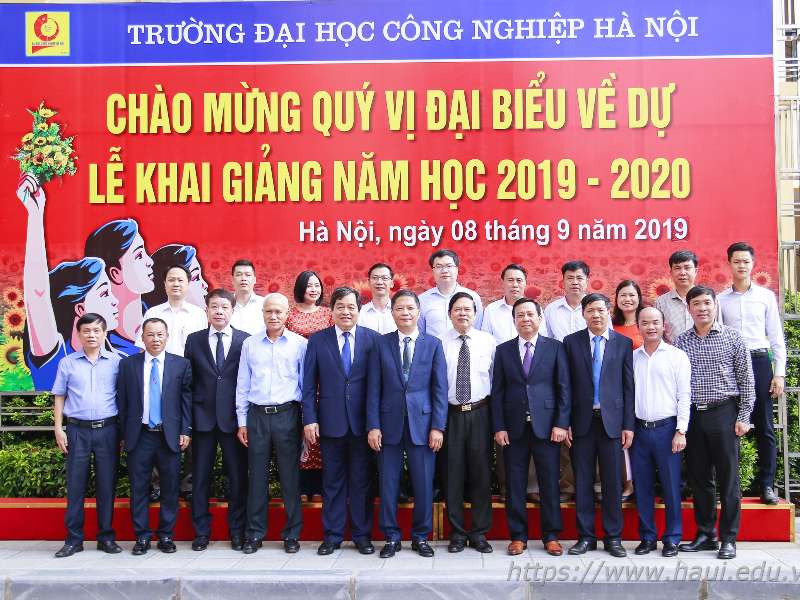 TRƯỜNG ĐẠI HỌC CÔNG NGHIỆP HÀ NỘI
CHÀO MỪNG QUÝ VỊ ĐẠI BIỂU VỀ DỰ
LỄ KHAI GIẢNG NĂM HỌC 2019 - 2020
Hà Nội, ngày 08 tháng 9 năm 2019
https://www.haui.edu.v